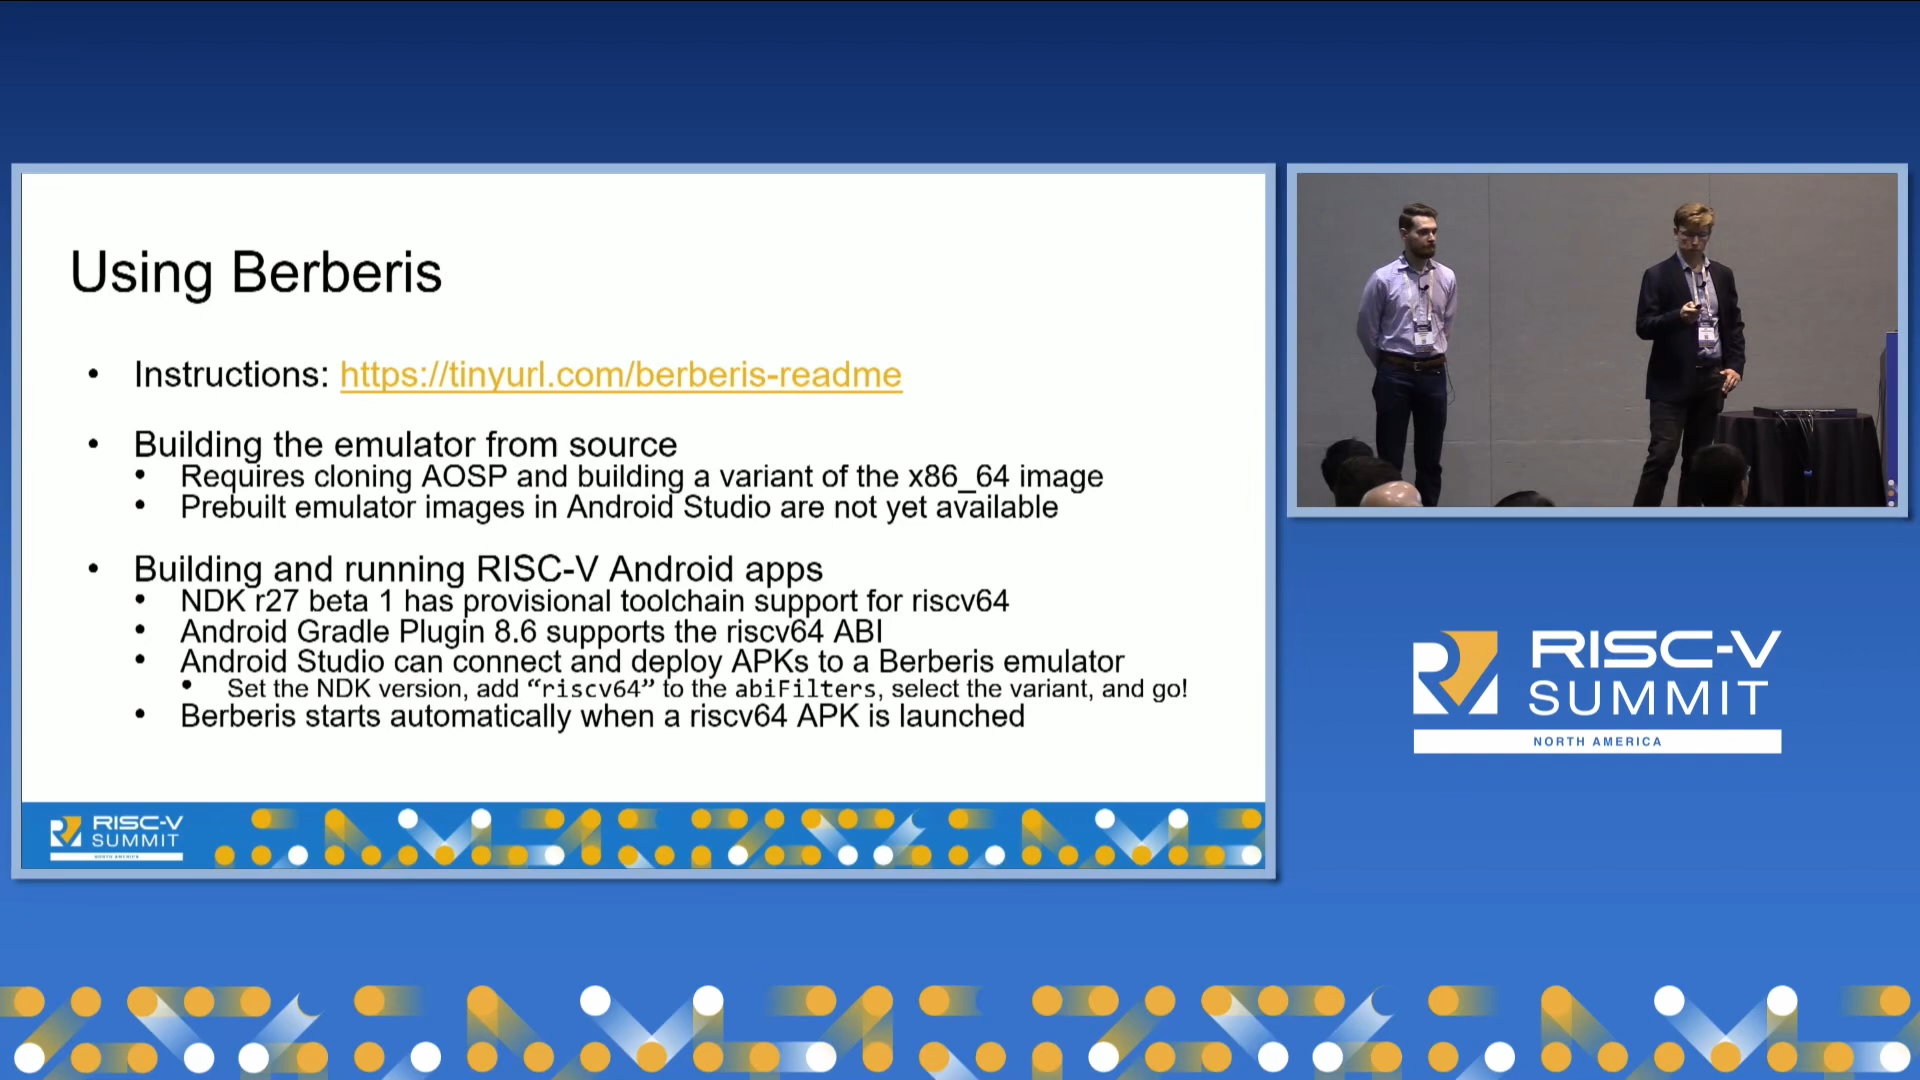 Using Berberis
• Instructions: https://tinyurl.com/berberis-readme
• Building the emulator from source
• Requires cloning AOSP and building a variant of the x86_64 image
• Prebuilt emulator images in Android Studio are not yet available
• Building and running RISC-V Android apps
• NDK r27 beta 1 has provisional toolchain support for riscv64
• Android Gradle Plugin 8.6 supports the riscv64 ABI
• Android Studio can connect and deploy APKs to a Berberis emulator
• Set the NDK version, add “riscv64” to the abiFilters, select the variant, and go!
• Berberis starts automatically when a riscv64 APK is launched
RISC-V
SUMMIT
NORTH AMERICA
RISC-V
SUMMIT
NORTH AMERICA